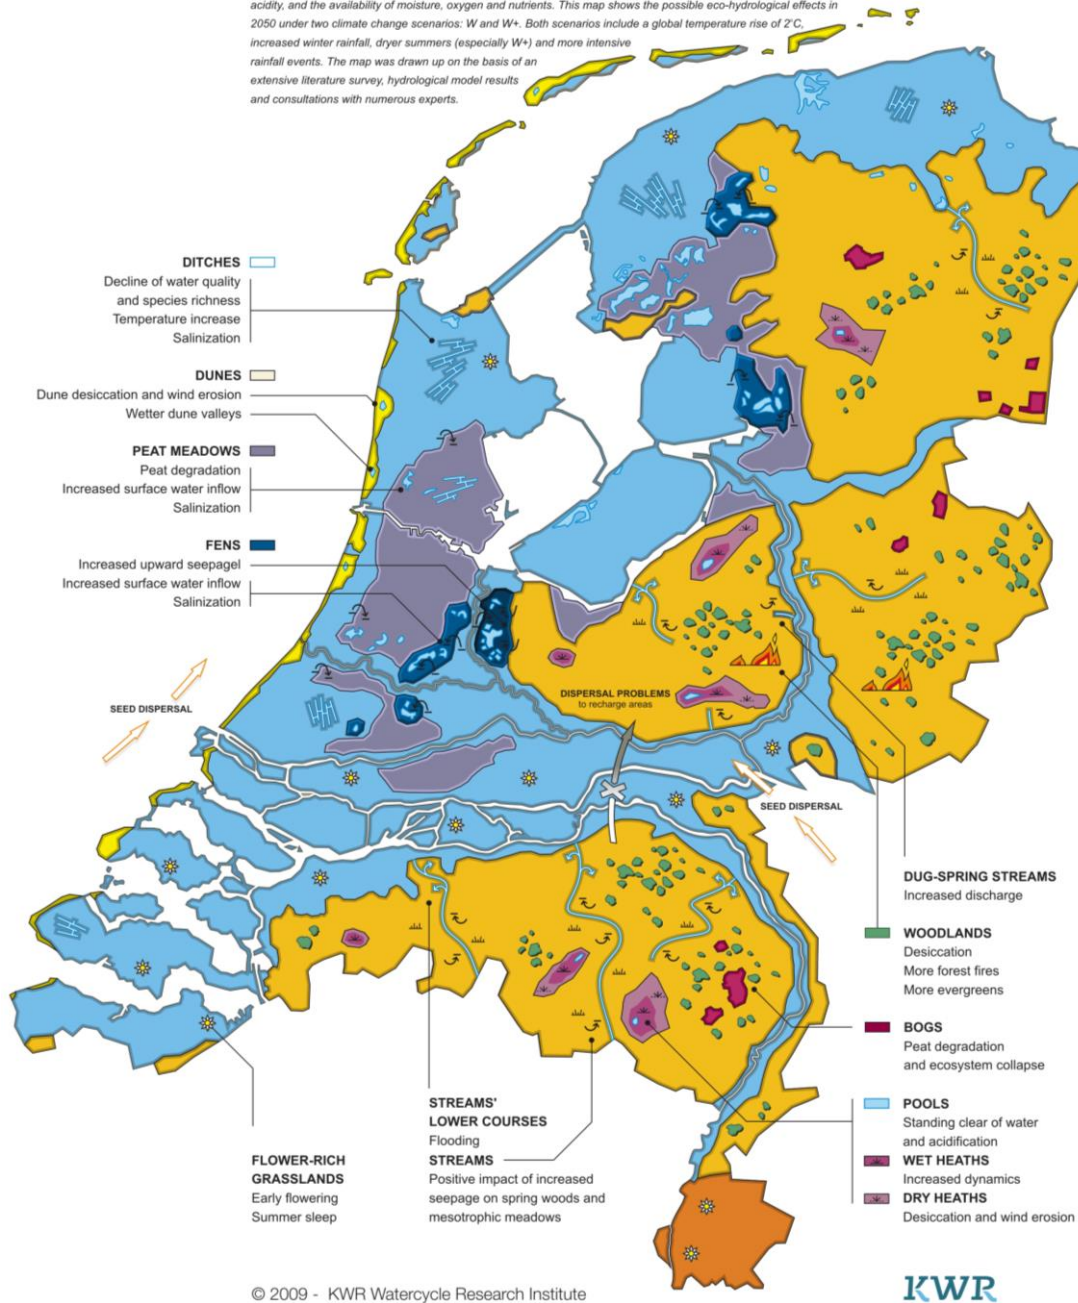 acidity, and the availability of moisture, oxygen and nutrients. This map shows the possible eco-hydrological effects in
2050 under two climate change scenarios: W and W+. Both scenarios include a global temperature rise of 2°C,
increased winter rainfall, dryer summers (especially W+) and more intensive
rainfall events. The map was drawn up on the basis of an
extensive literature survey, hydrological model results
and consultations with numerous experts.
DITCHES
Decline of water quality
and species richness
Temperature increase
Salinization
DUNES
Dune desiccation and wind erosion
Wetter dune valleys
PEAT MEADOWS
Peat degradation
Increased surface water inflow
Salinization
FENS
Increased upward seepagel
Increased surface water inflow
Salinization
SEED DISPERSAL
DISPERSAL PROBLEMS
to recharge areas
SEED DISPERSAL
DUG-SPRING STREAMS
Increased discharge
WOODLANDS
Desiccation
More forest fires
More evergreens
BOGS
Peat degradation
and ecosystem collapse
POOLS
Standing clear of water
and acidification
WET HEATHS
Increased dynamics
DRY HEATHS
Desiccation and wind erosion
STREAMS'
LOWER COURSES
Flooding
STREAMS
Positive impact of increased
seepage on spring woods and
mesotrophic meadows
FLOWER-RICH
GRASSLANDS
Early flowering
Summer sleep
© 2009 - KWR Watercycle Research Institute
KWR